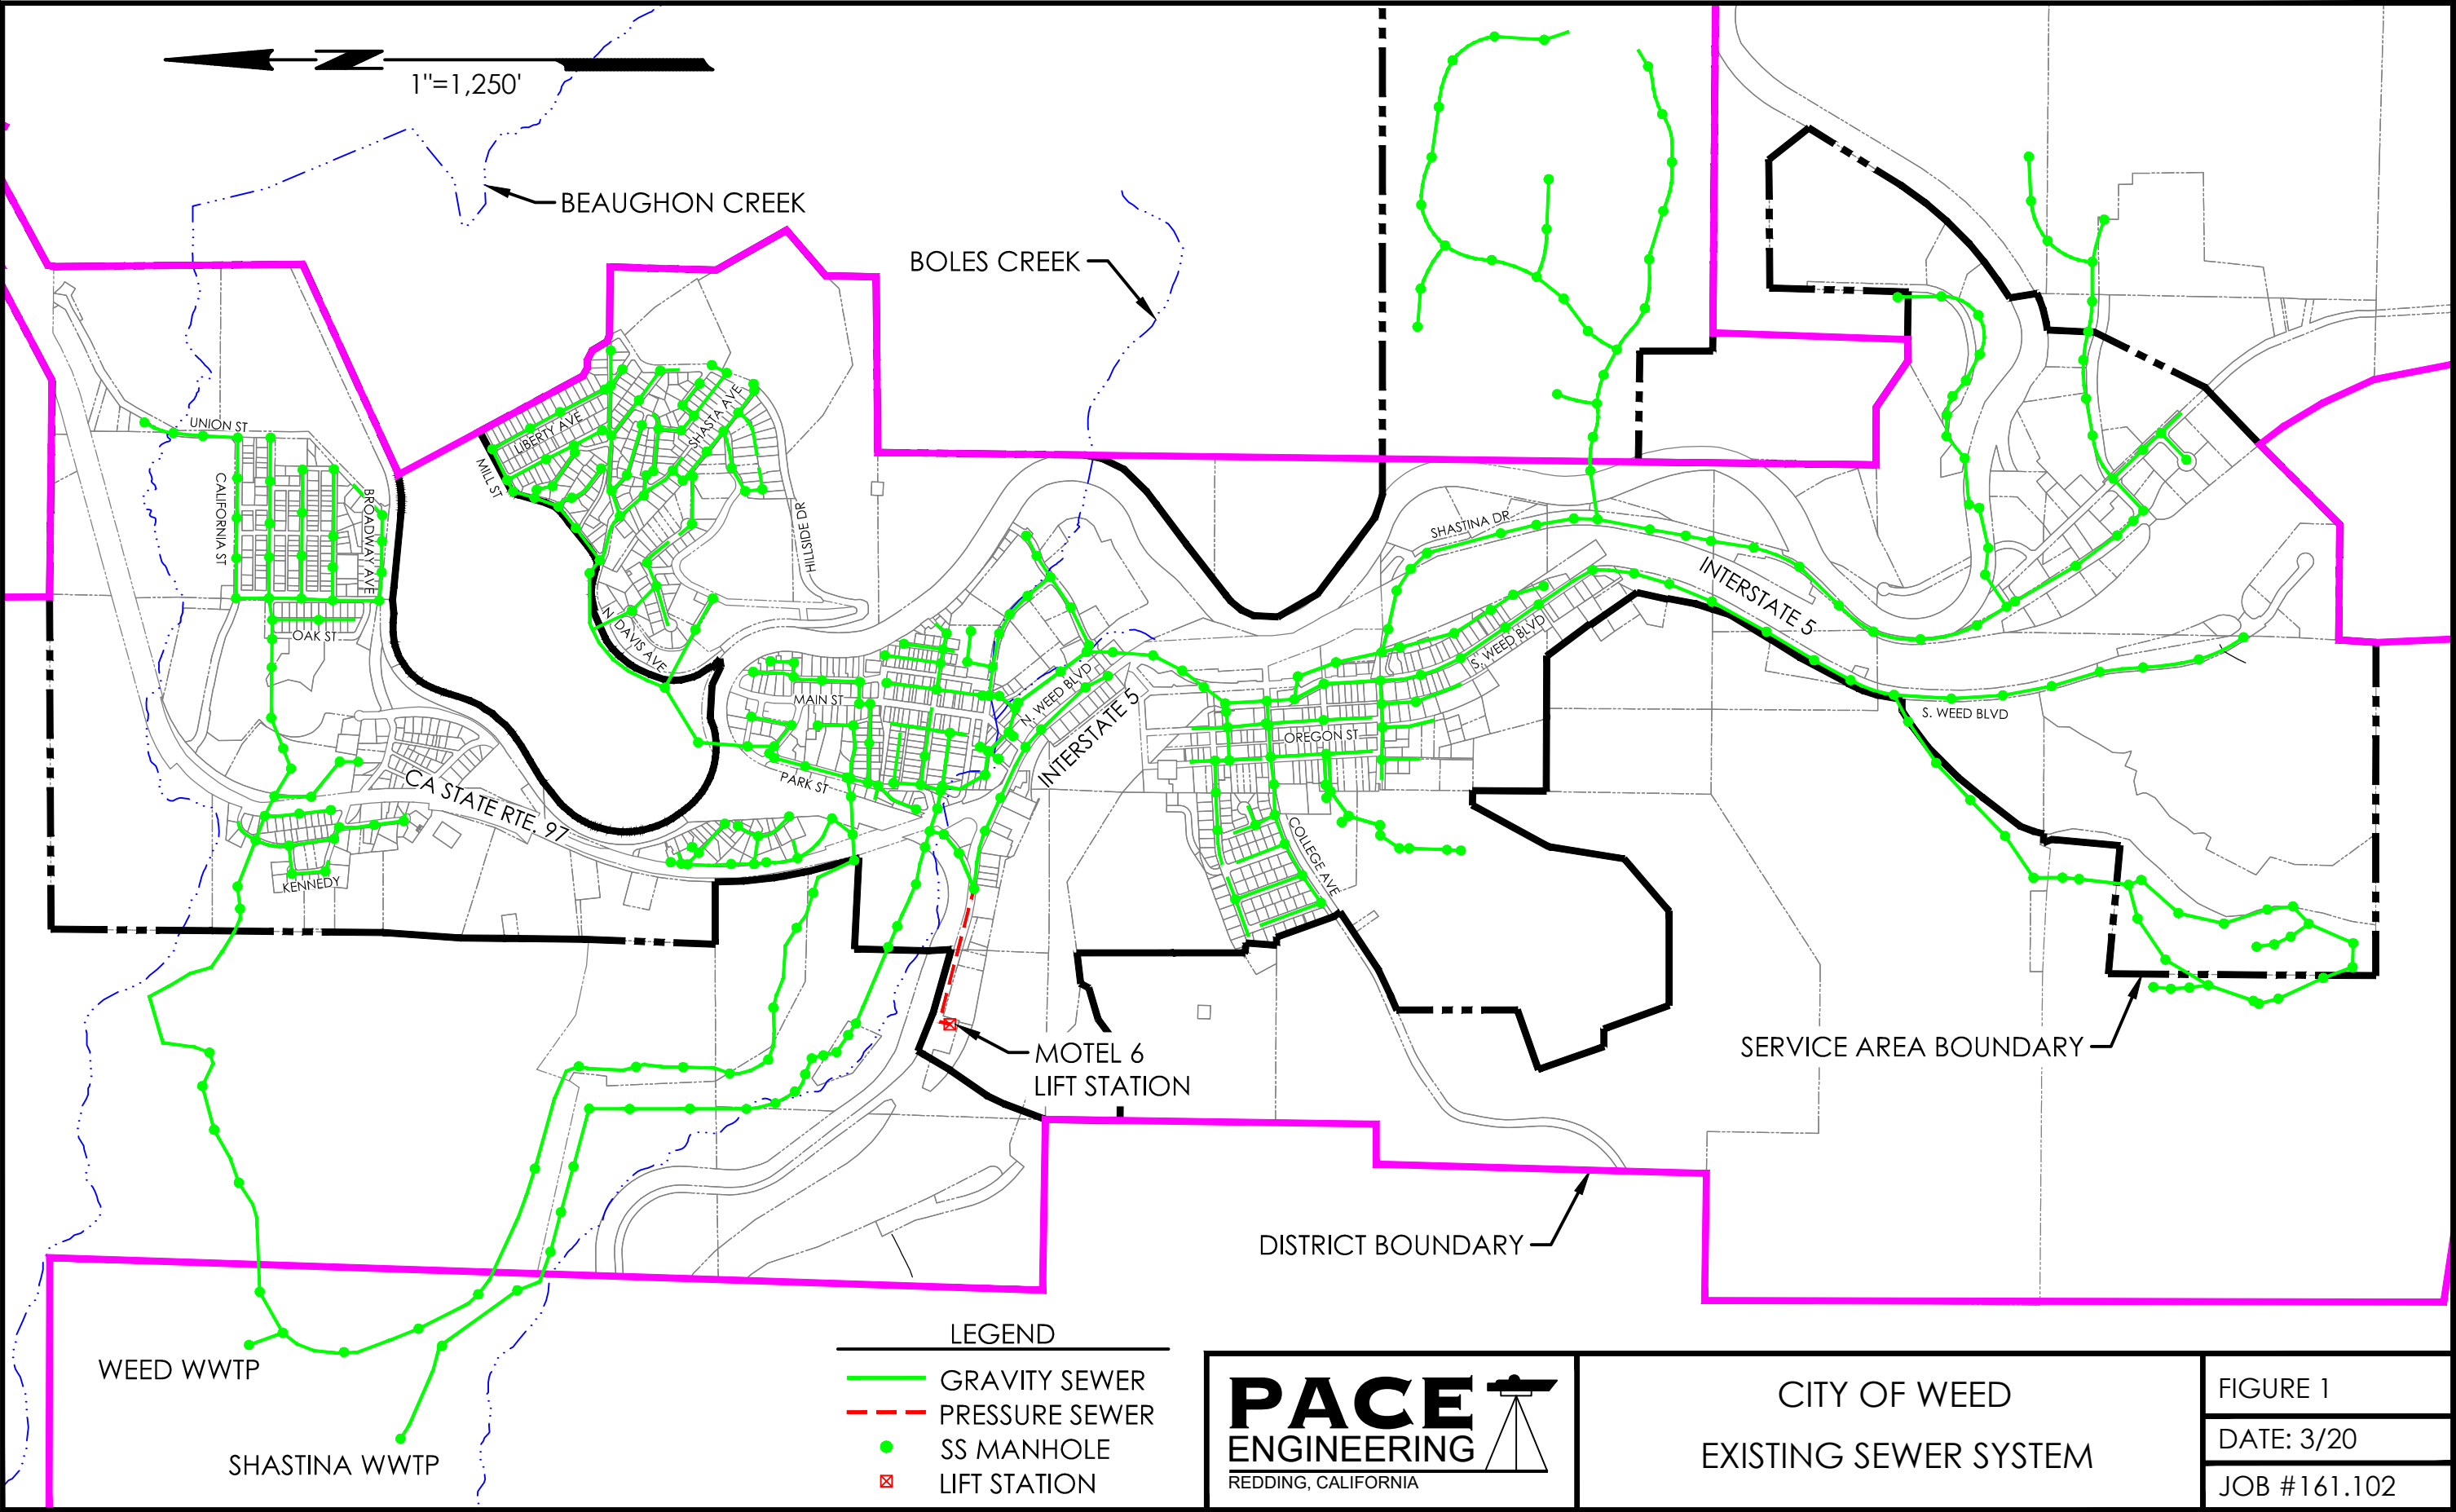 1"=1,250'
BEAUGHON CREEK
BOLES CREEK
UNION ST
CALIFORNIA ST
BROADWAY AVE
OAK ST
LIBERTY AVE
SHASTA AVE
MILL ST
HILLSIDE DR
N. DAVIS AVE
MAIN ST
PARK ST
N. WEED BLVD
INTERSTATE 5
CA STATE RTE. 97
KENNEDY
SHASTINA DR
INTERSTATE 5
S. WEED BLVD
S. WEED BLVD
OREGON ST
COLLEGE AVE
MOTEL 6
LIFT STATION
SERVICE AREA BOUNDARY
DISTRICT BOUNDARY
WEED WWTP
SHASTINA WWTP
LEGEND
GRAVITY SEWER
PRESSURE SEWER
SS MANHOLE
LIFT STATION
PACE
ENGINEERING
REDDING, CALIFORNIA
CITY OF WEED
EXISTING SEWER SYSTEM
FIGURE 1
DATE: 3/20
JOB #161.102